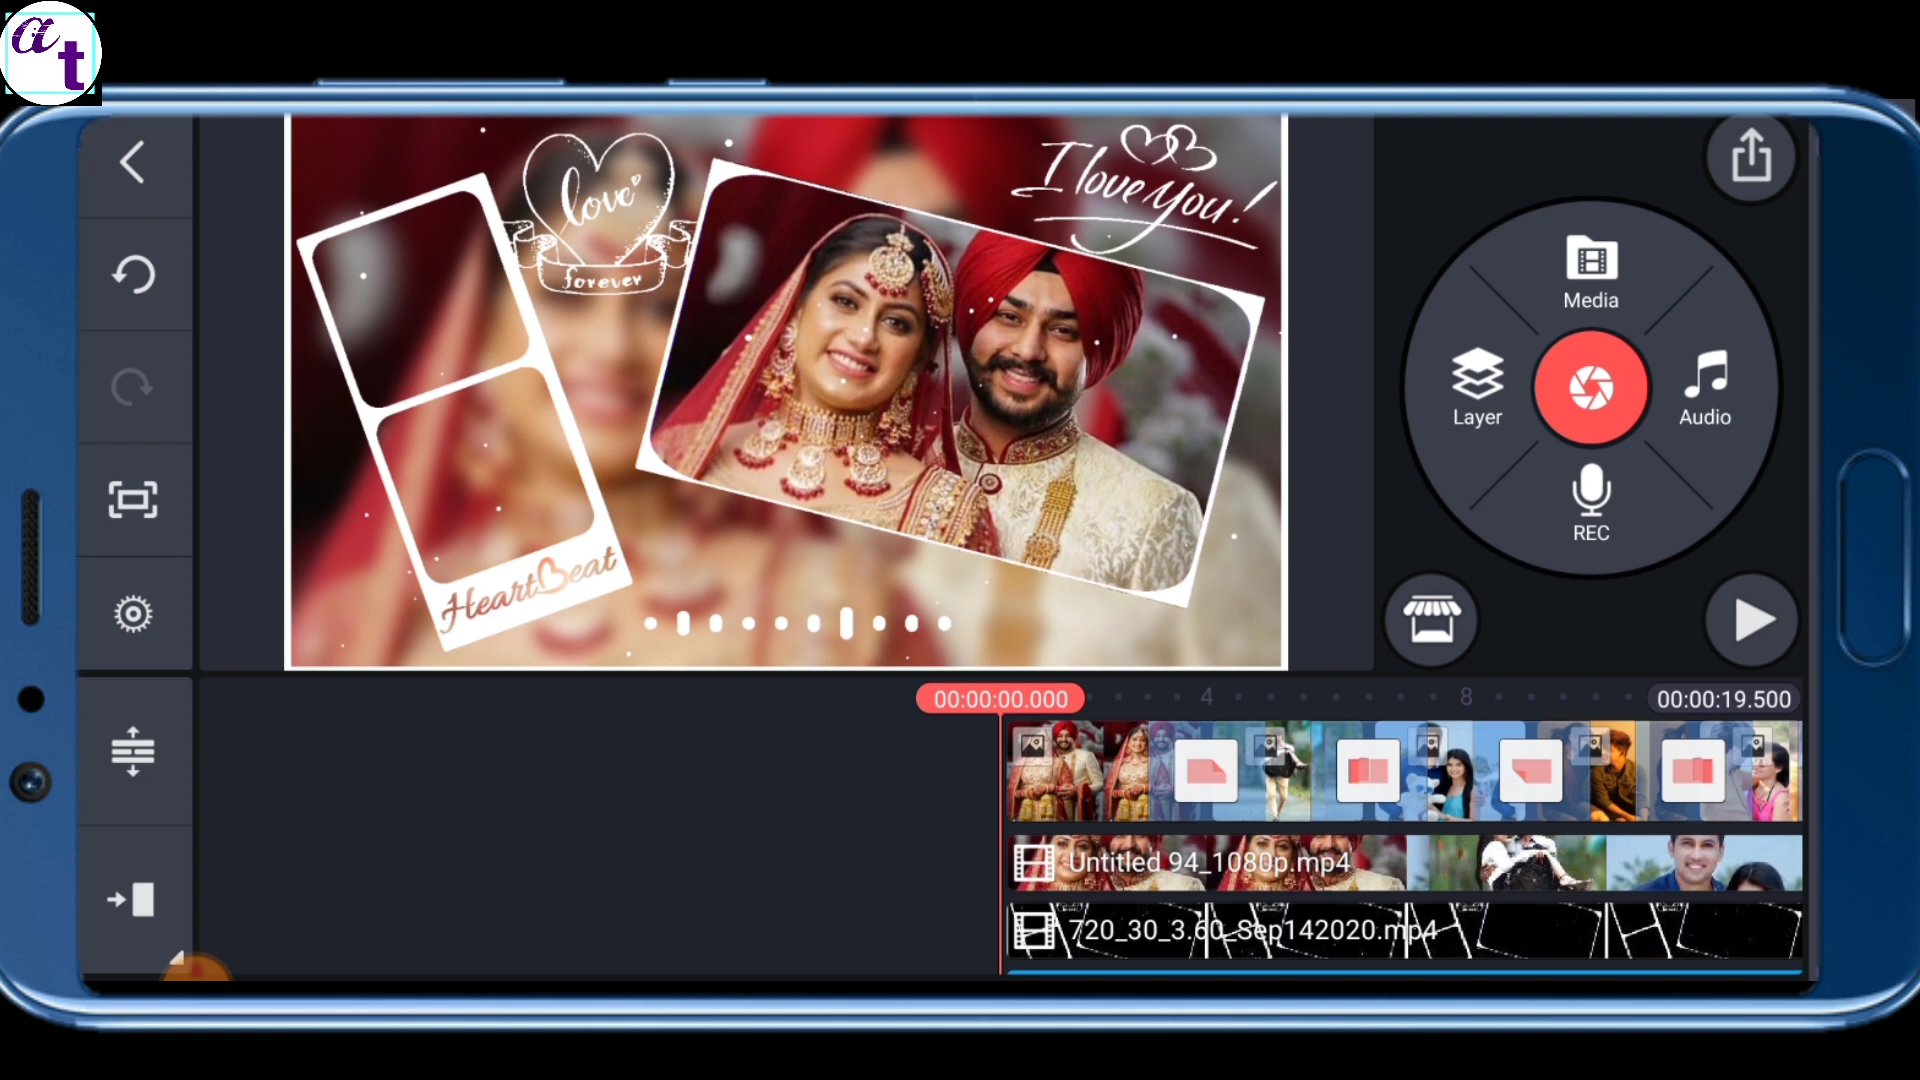 a
t
love
forever
I love You!
HeartBeat
Media
Layer
Audio
REC
00:00:00.000
4
8
00:00:19.500
Untitled 94_1080p.mp4
720_30_3.60_Sep142020.mp4